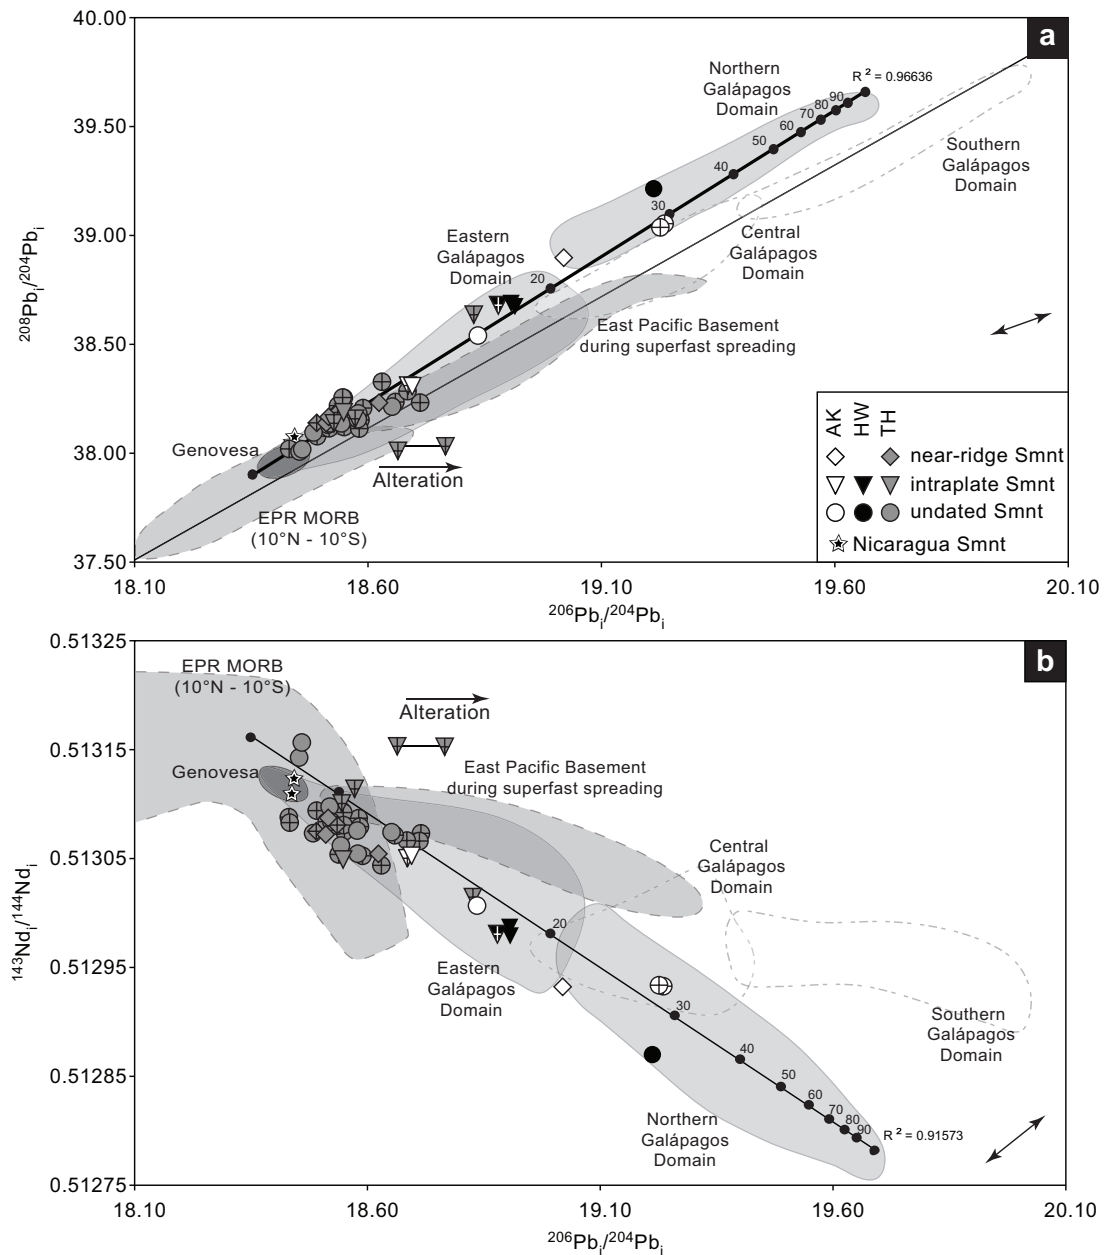 40.00
39.50
39.00
38.50
38.00
37.50
208Pbi/204Pbi
a
Northern
Galápagos
Domain
R 2 = 0.96636
90
80
70
60
50
40
30
20
Southern
Galápagos
Domain
Eastern
Galápagos
Domain
Central
Galápagos
Domain
East Pacific Basement
during superfast spreading
Genovesa
Alteration
EPR MORB
(10°N - 10°S)
AK
HW
TH
near-ridge Smnt
intraplate Smnt
undated Smnt
Nicaragua Smnt
18.10
18.60
19.10
19.60
20.10
206Pbi/204Pbi
0.51325
0.51315
0.51305
0.51295
0.51285
0.51275
143Ndi/144Ndi
b
EPR MORB
(10°N - 10°S)
Alteration
Genovesa
East Pacific Basement
during superfast spreading
Central
Galápagos
Domain
20
Eastern
Galápagos
Domain
30
Southern
Galápagos
Domain
40
50
60
70
80
90
Northern
Galápagos
Domain
R 2 = 0.91573
18.10
18.60
19.10
19.60
20.10
206Pbi/204Pbi